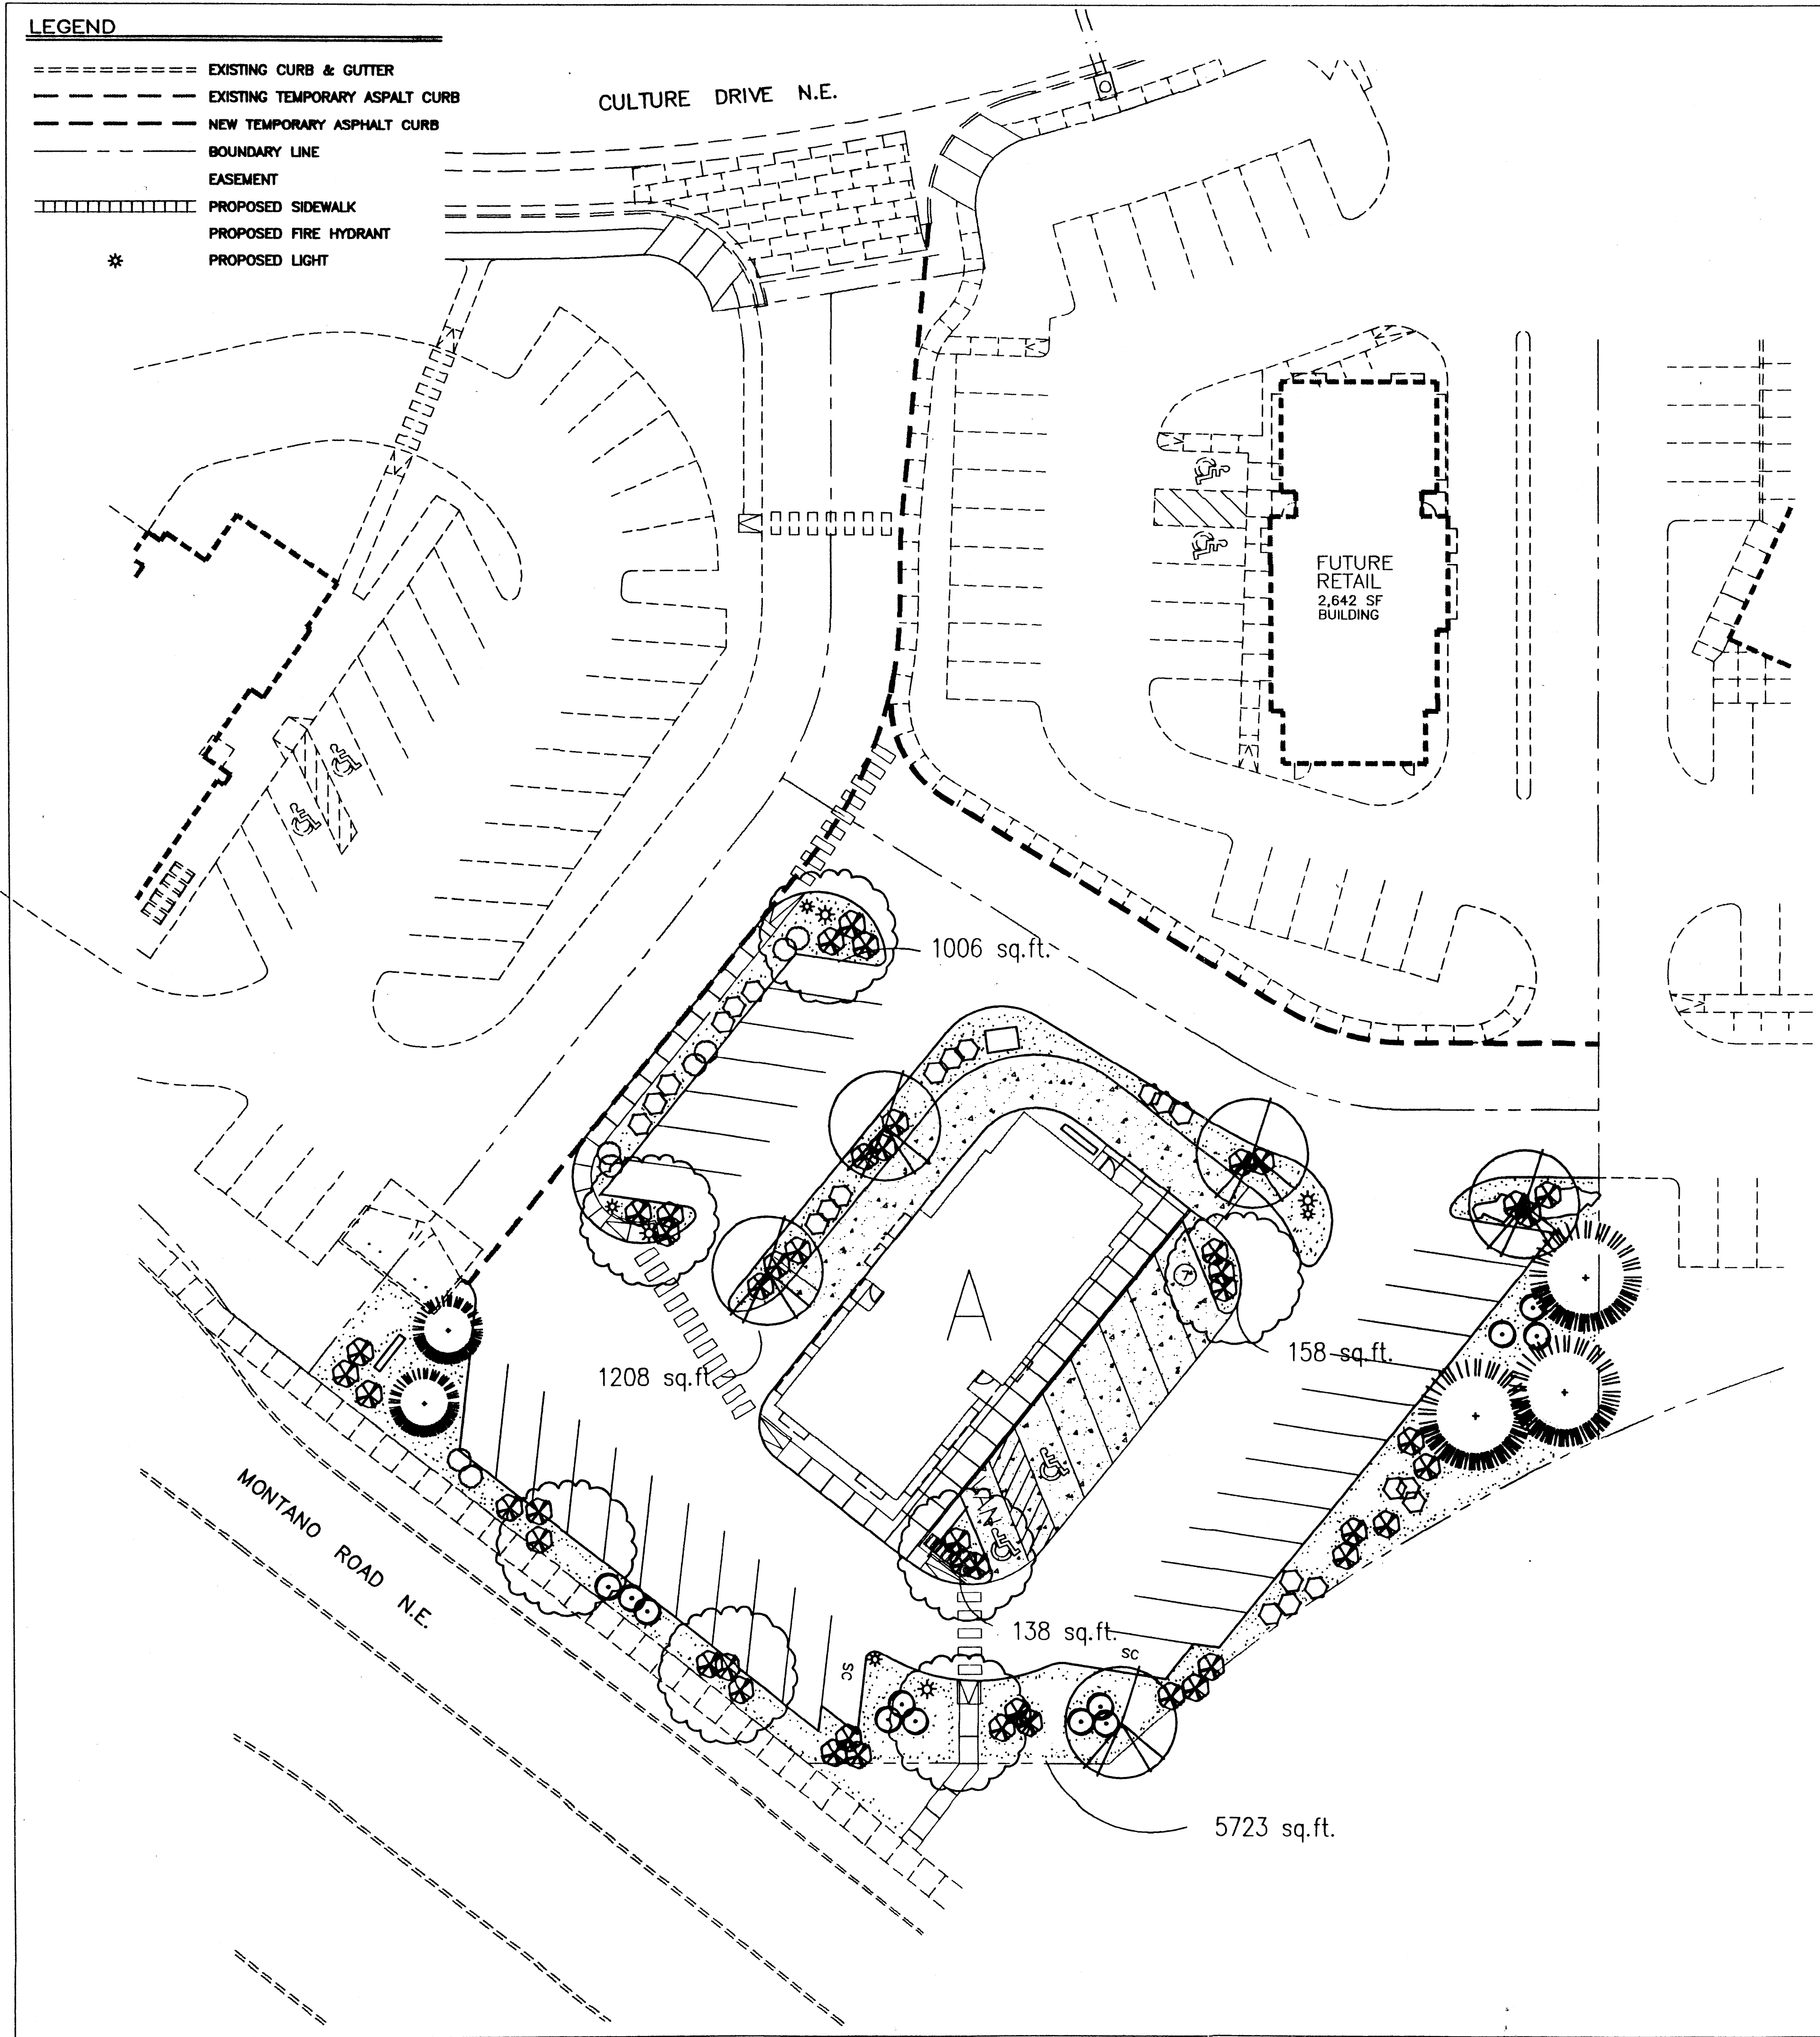 LEGEND
EXISTING CURB & GUTTER
EXISTING TEMPORARY ASPALT CURB
NEW TEMPORARY ASPHALT CURB
BOUNDARY LINE
EASEMENT
PROPOSED SIDEWALK
PROPOSED FIRE HYDRANT
PROPOSED LIGHT
CULTURE DRIVE N.E.
FUTURE
RETAIL
2,642 SF
BUILDING
1006 sq.ft.
A
158 sq.ft.
1208 sq.ft.
MONTANO ROAD N.E.
138 sq.ft.
SC
SC
5723 sq.ft.